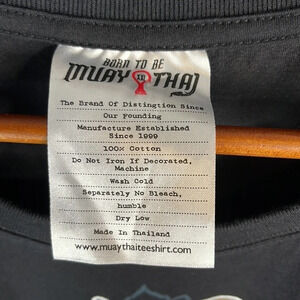 BORN TO BE
MUAY THAI
The Brand Of Distinction Since
Our Founding
Manufacture Established
Since 1999
100% Cotton
Do Not Iron If Decorated,
Machine
Wash Cold
Separately No Bleach,
humble
Dry Low
Made In Thailand
www.muaythaiteeshirt.com